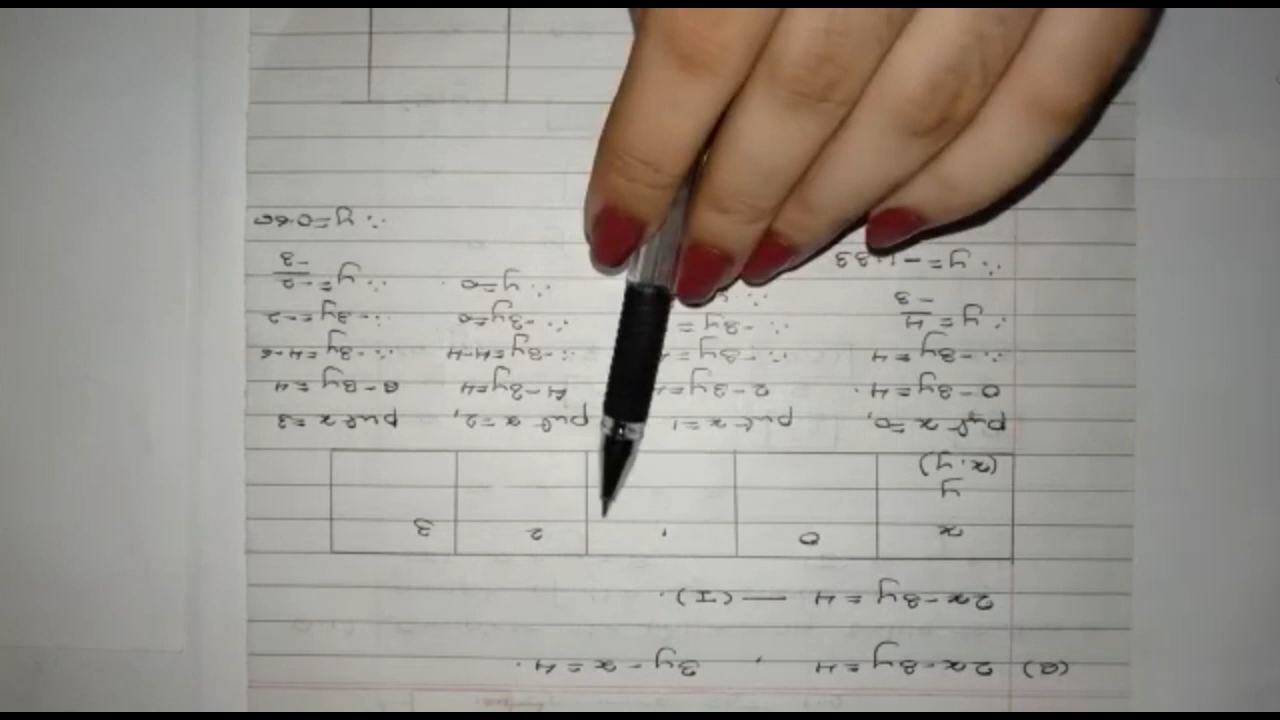 (a) 2x-3y=4 , 3y-x=4.
2x-3y=4 —(I).
x 0 1 2 3
y
(x,y)
put x=0, put x=1 put x=2, put x=3
0-3y=4. 2-3y= 4-3y=4 6-3y=4
∴ -3y=4 ∴ -3y= ∴ -3y=4-4 ∴ -3y=4-6
∴ y=4/-3 ∴ -3y= ∴ -3y=0 ∴ -3y=-2
∴ y=-1.33 ∴ ∴ y=0 ∴ y=-2/-3
∴ y=0.60